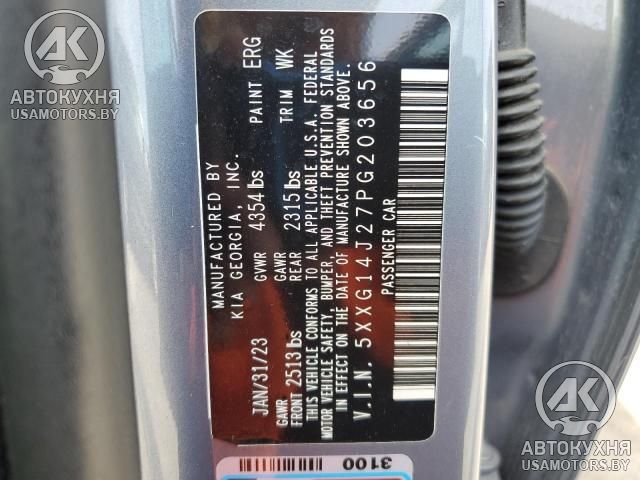 MANUFACTURED BY
KIA GEORGIA, INC.
JAN/31/23 GVWR 4354 lbs PAINT ERG
GAWR FRONT 2513 lbs GAWR REAR 2315 lbs TRIM WK
THIS VEHICLE CONFORMS TO ALL APPLICABLE U.S.A. FEDERAL
MOTOR VEHICLE SAFETY, BUMPER, AND THEFT PREVENTION STANDARDS
IN EFFECT ON THE DATE OF MANUFACTURE SHOWN ABOVE.
V.I.N. 5XXG14J27PG203656
PASSENGER CAR
3100
АК
АВТОКУХНЯ
USAMOTORS.BY
АК
АВТОКУХНЯ
USAMOTORS.BY